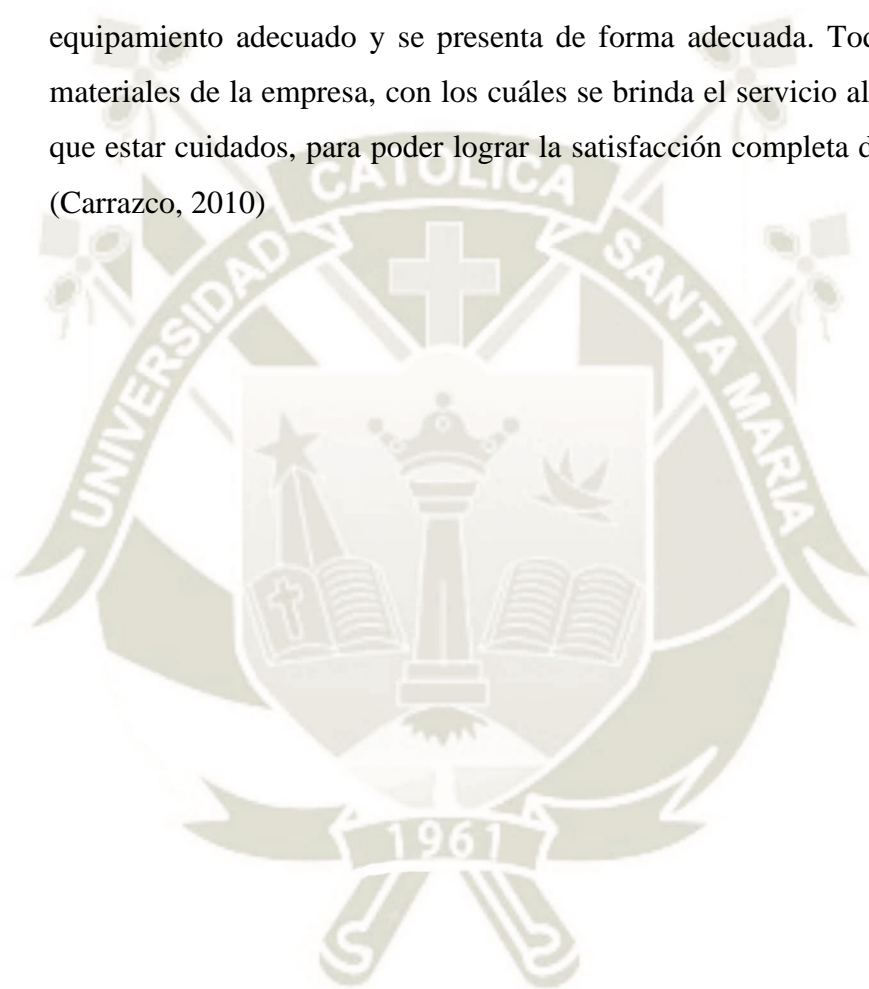 equipamiento adecuado y se presenta de forma adecuada. Tod
materiales de la empresa, con los cuáles se brinda el servicio al
que estar cuidados, para poder lograr la satisfacción completa d
(Carrazco, 2010)
UNIVERSIDAD CATOLICA SANTA MARIA
1961